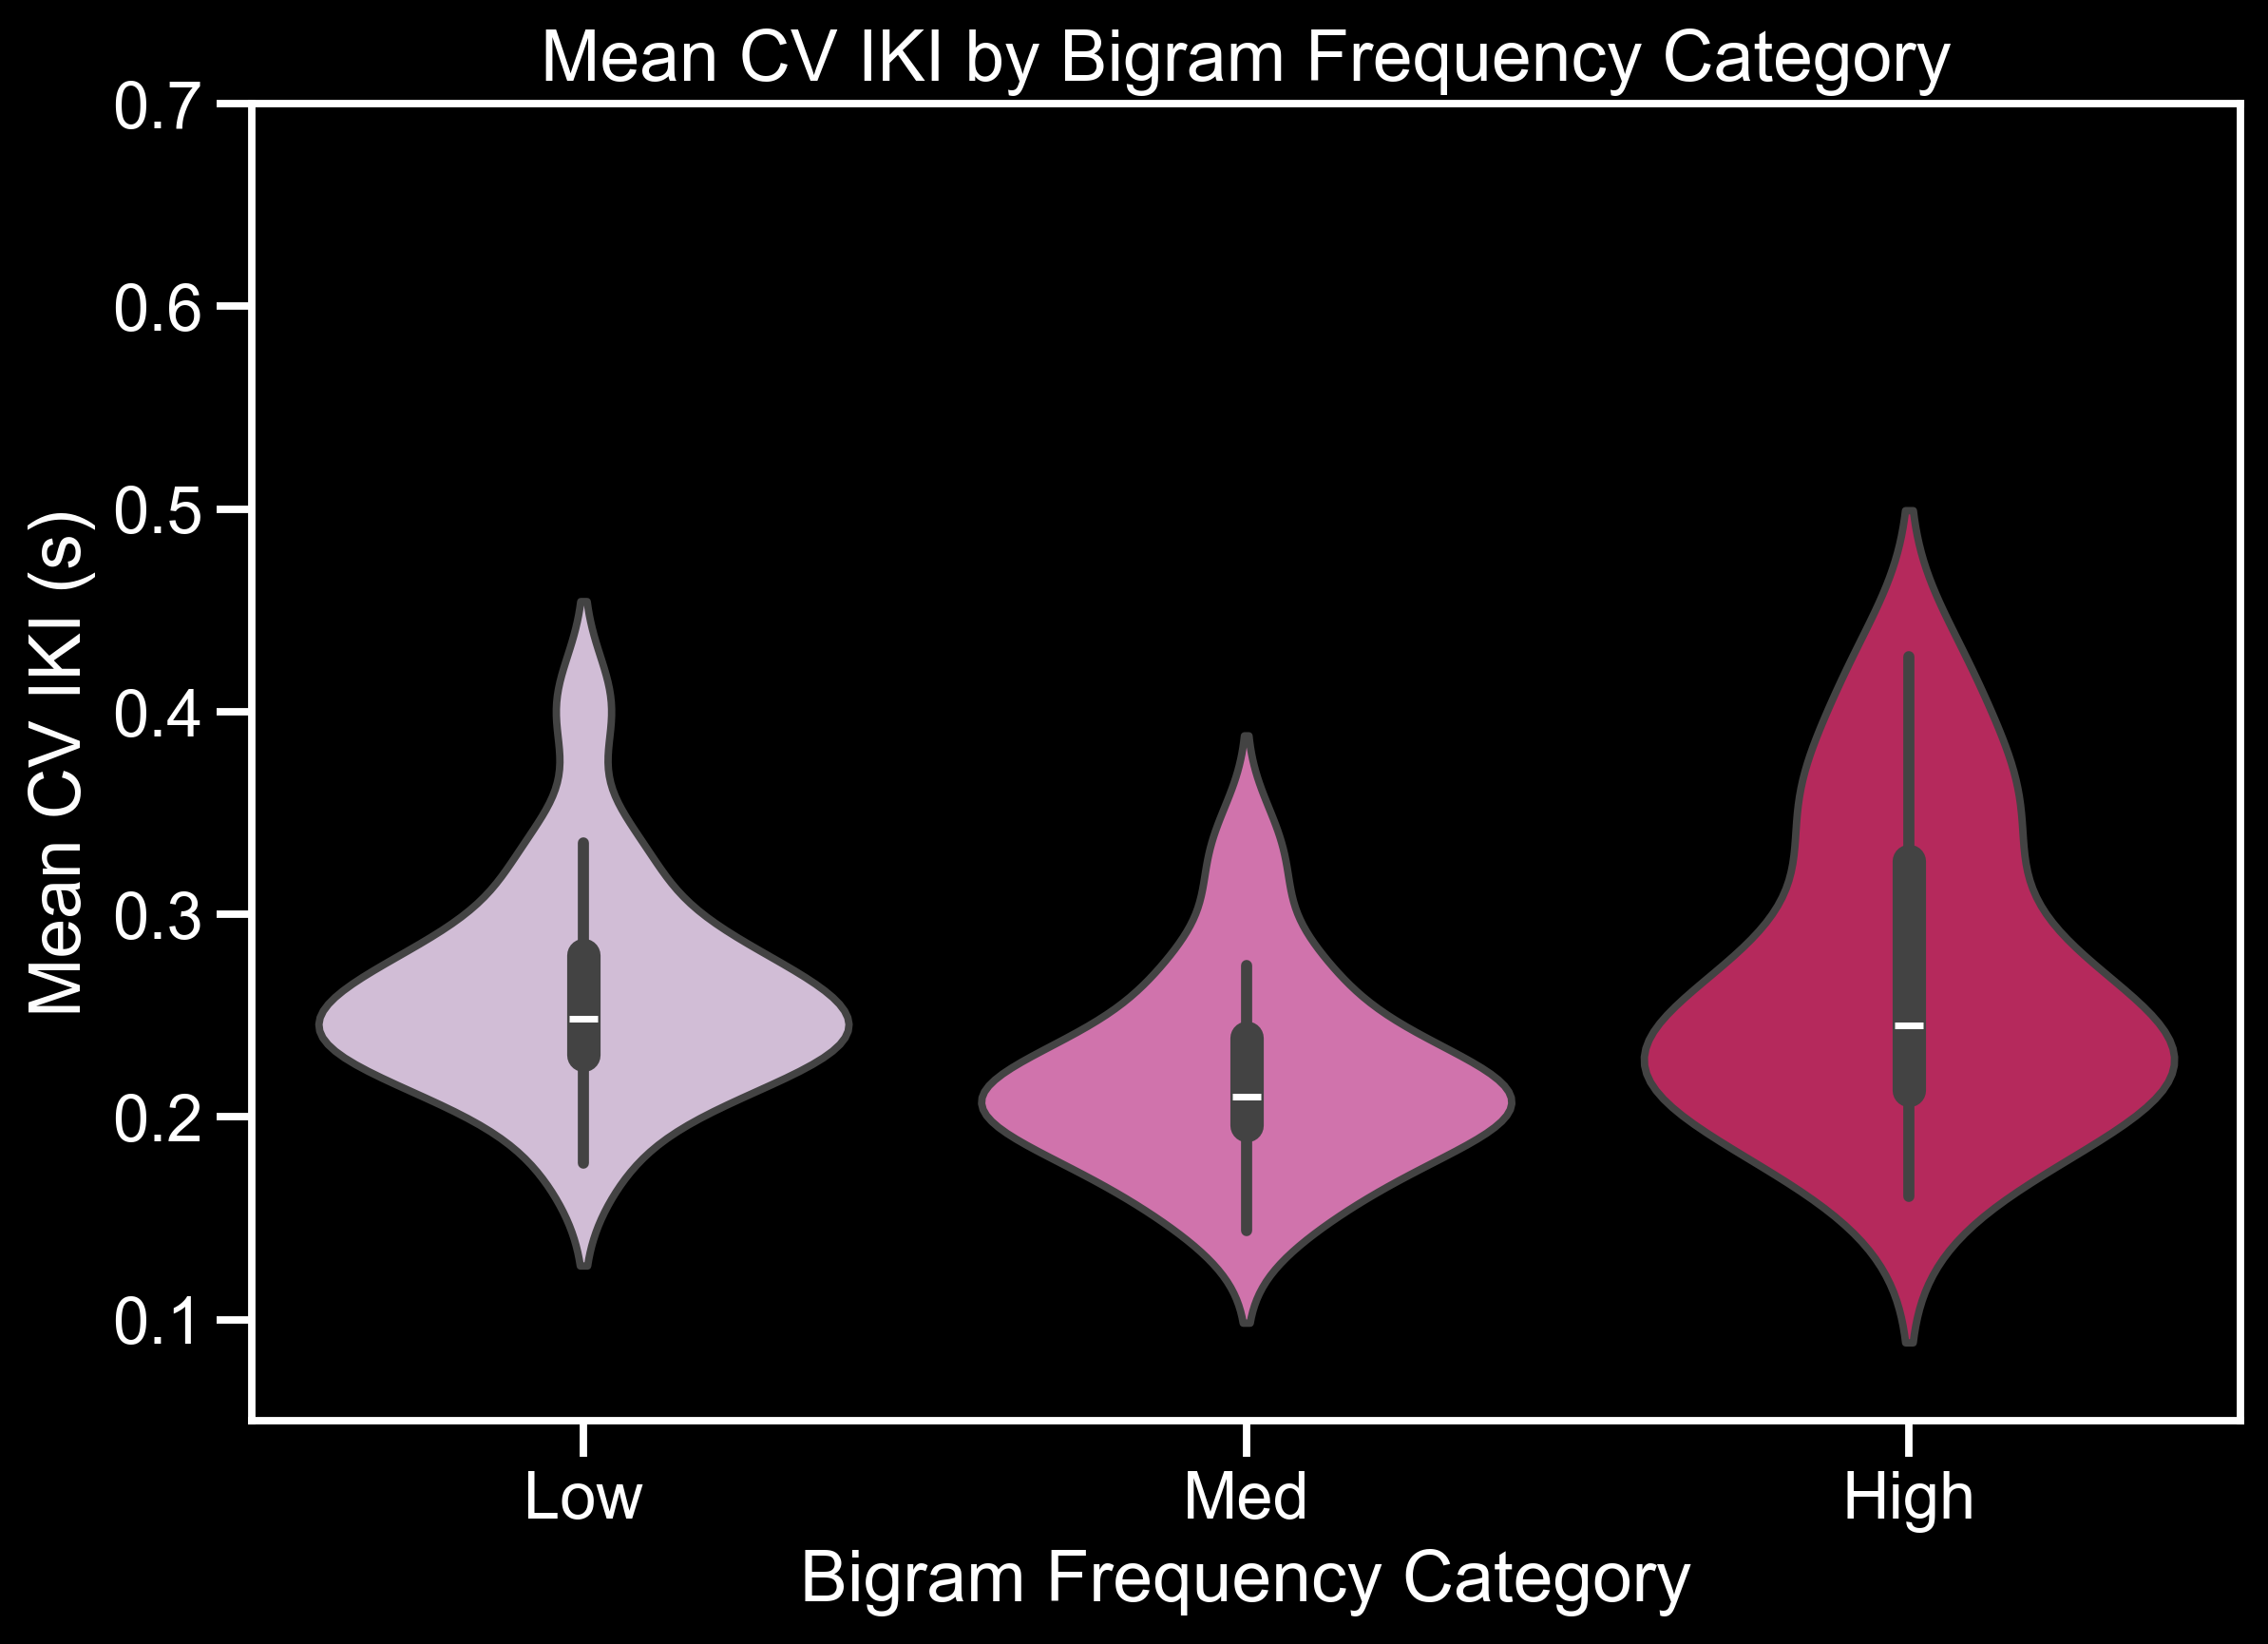 Mean CV IKI by Bigram Frequency Category
Mean CV IKI (s)
0.7
0.6
0.5
0.4
0.3
0.2
0.1
Low
Med
High
Bigram Frequency Category